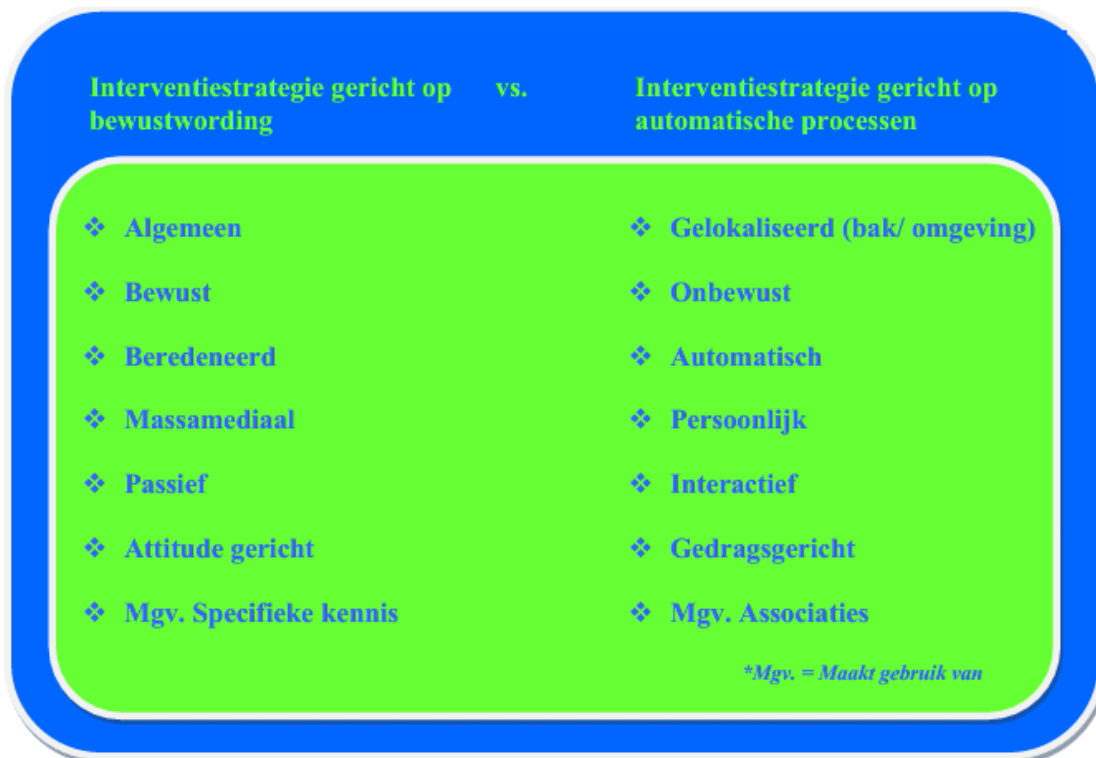 Interventiestrategie gericht op vs. Interventiestrategie gericht op
bewustwording automatische processen
❖ Algemeen ❖ Gelokaliseerd (bak/ omgeving)
❖ Bewust ❖ Onbewust
❖ Beredeneerd ❖ Automatisch
❖ Massamediaal ❖ Persoonlijk
❖ Passief ❖ Interactief
❖ Attitude gericht ❖ Gedragsgericht
❖ Mgv. Specifieke kennis ❖ Mgv. Associaties
*Mgv. = Maakt gebruik van